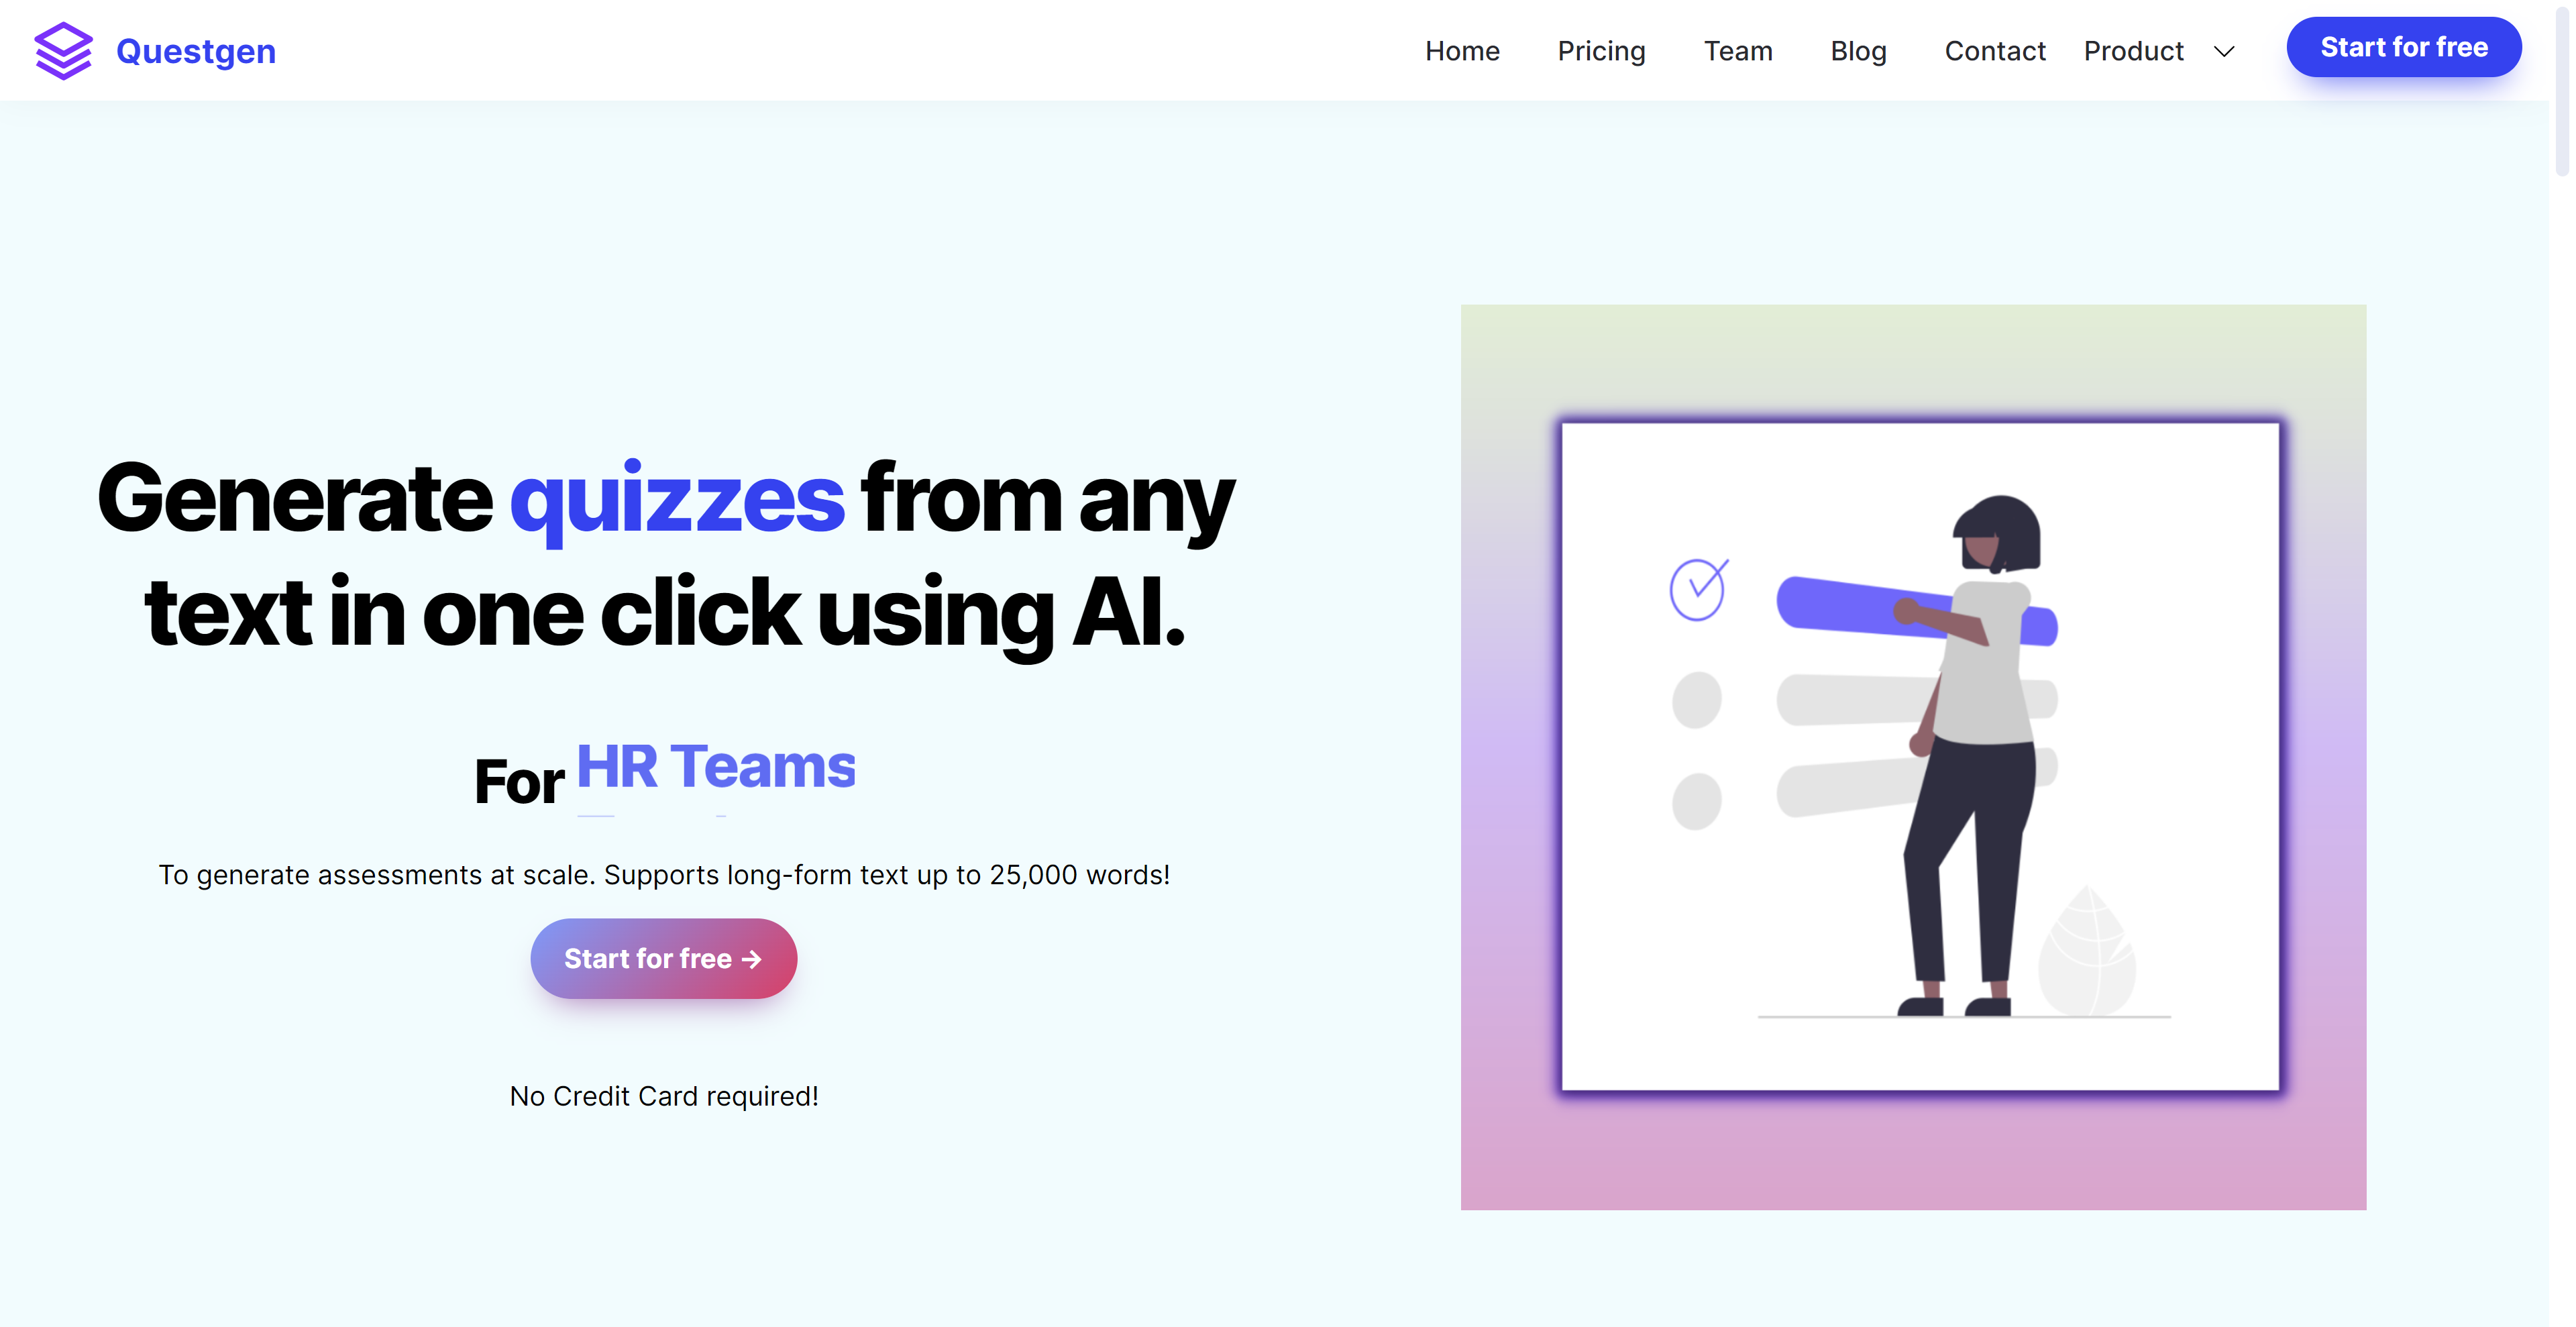 Questgen
Home Pricing Team Blog Contact Product Start for free
Generate quizzes from any
text in one click using AI.
For HR Teams
To generate assessments at scale. Supports long-form text up to 25,000 words!
Start for free →
No Credit Card required!